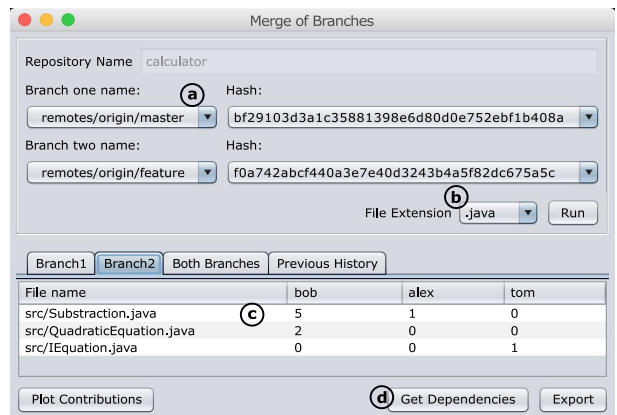 Merge of Branches
Repository Name calculator
Branch one name: a Hash:
remotes/origin/master bf29103d3a1c35881398e6d80d0e752ebf1b408a
Branch two name: Hash:
remotes/origin/feature f0a742abcf440a3e7e40d3243b4a5f82dc675a5c
b
File Extension .java Run
Branch1 Branch2 Both Branches Previous History
File name bob alex tom
src/Substraction.java c 5 1 0
src/QuadraticEquation.java 2 0 0
src/IEquation.java 0 0 1
Plot Contributions d Get Dependencies Export